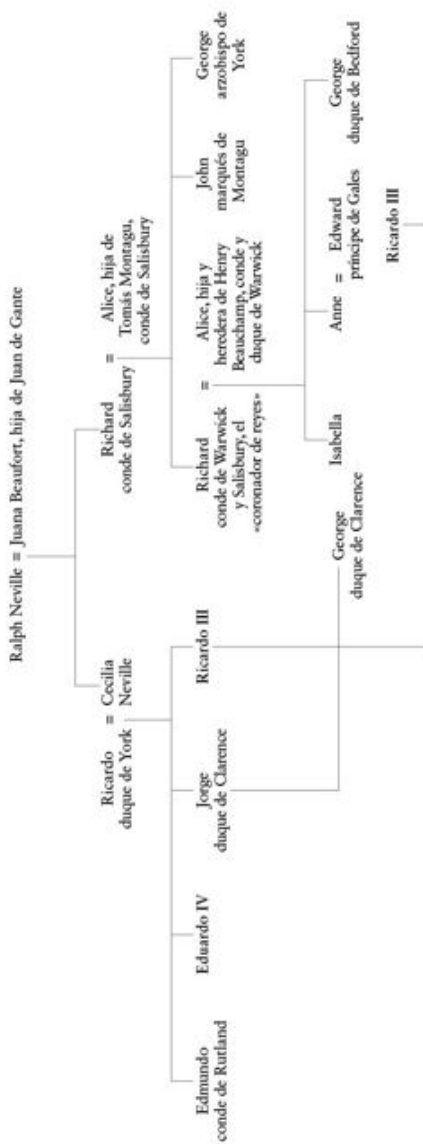 Ralph Neville = Juana Beaufort, hija de Juan de Gante
Ricardo
duque de York
=
Cecilia
Neville
Richard
conde de Salisbury
=
Alice, hija de
Tomás Montagu,
conde de Salisbury
Edmundo
conde de Rutland
Eduardo IV
Jorge
duque de Clarence
Ricardo III
Richard
conde de Warwick
y Salisbury, el
«coronador de reyes»
=
Alice, hija y
heredera de Henry
Beauchamp, conde y
duque de Warwick
John
marqués de
Montagu
George
arzobispo de
York
George
duque de Clarence
Isabella
Anne
=
Edward
príncipe de Gales
George
duque de Bedford
Ricardo III